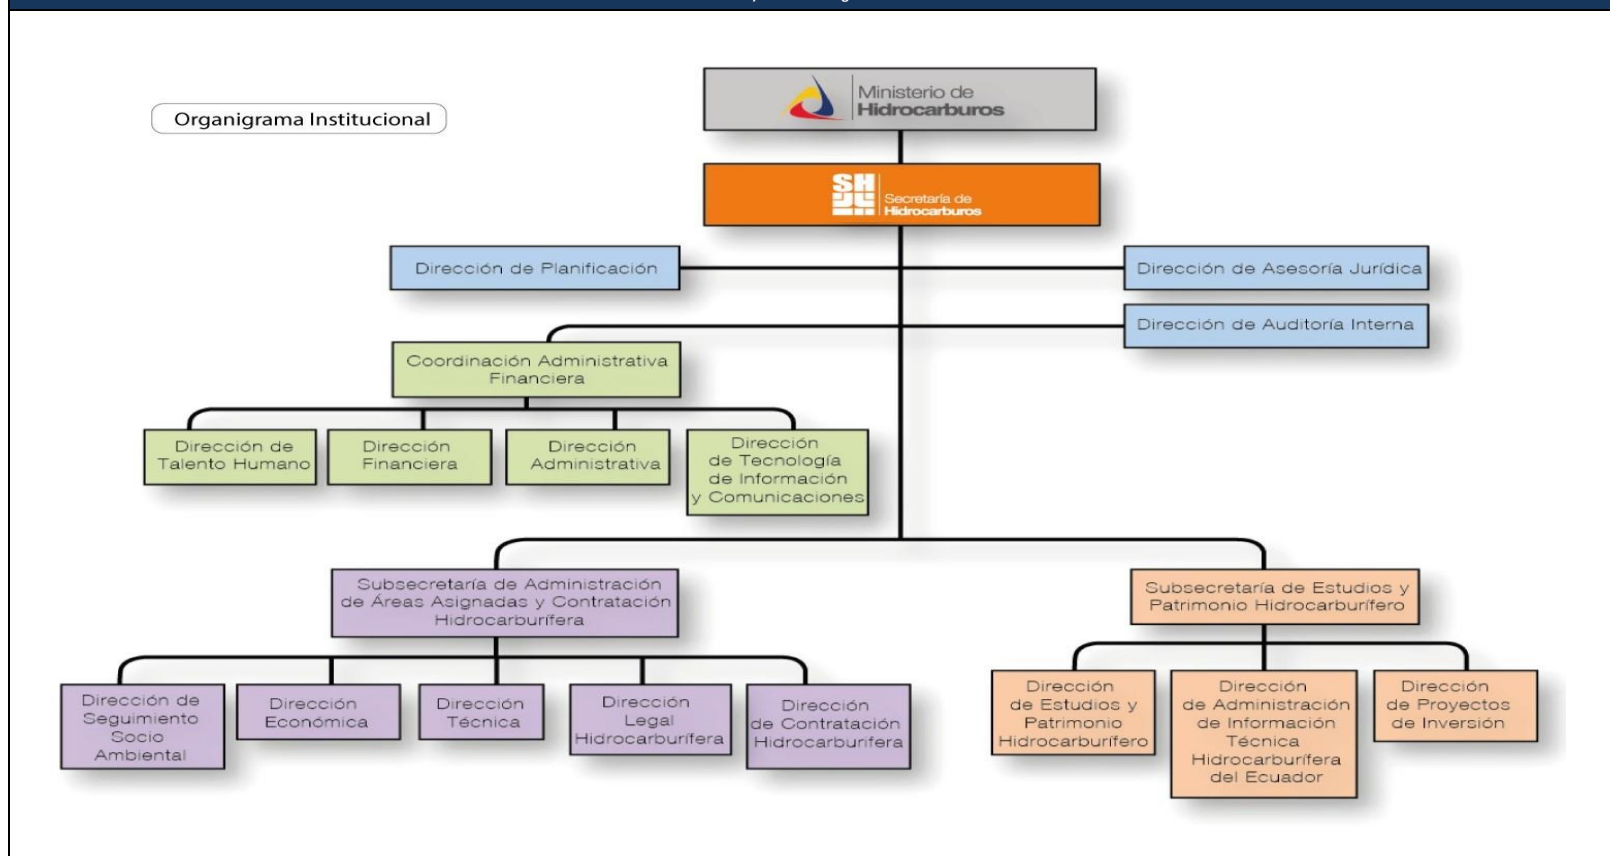 Ministerio de
Hidrocarburos
Organigrama Institucional
SH
Secretaría de
Hidrocarburos
Dirección de Planificación
Dirección de Asesoría Jurídica
Dirección de Auditoría Interna
Coordinación Administrativa
Financiera
Dirección de
Talento Humano
Dirección
Financiera
Dirección
Administrativa
Dirección
de Tecnología
de Información
y Comunicaciones
Subsecretaría de Administración
de Áreas Asignadas y Contratación
Hidrocarburífera
Subsecretaría de Estudios y
Patrimonio Hidrocarburífero
Dirección de
Seguimiento
Socio
Ambiental
Dirección
Económica
Dirección
Técnica
Dirección
Legal
Hidrocarburífera
Dirección
de Contratación
Hidrocarburífera
Dirección
de Estudios y
Patrimonio
Hidrocarburífero
Dirección
de Administración
de Información
Técnica
Hidrocarburífera
del Ecuador
Dirección
de Proyectos
de Inversión